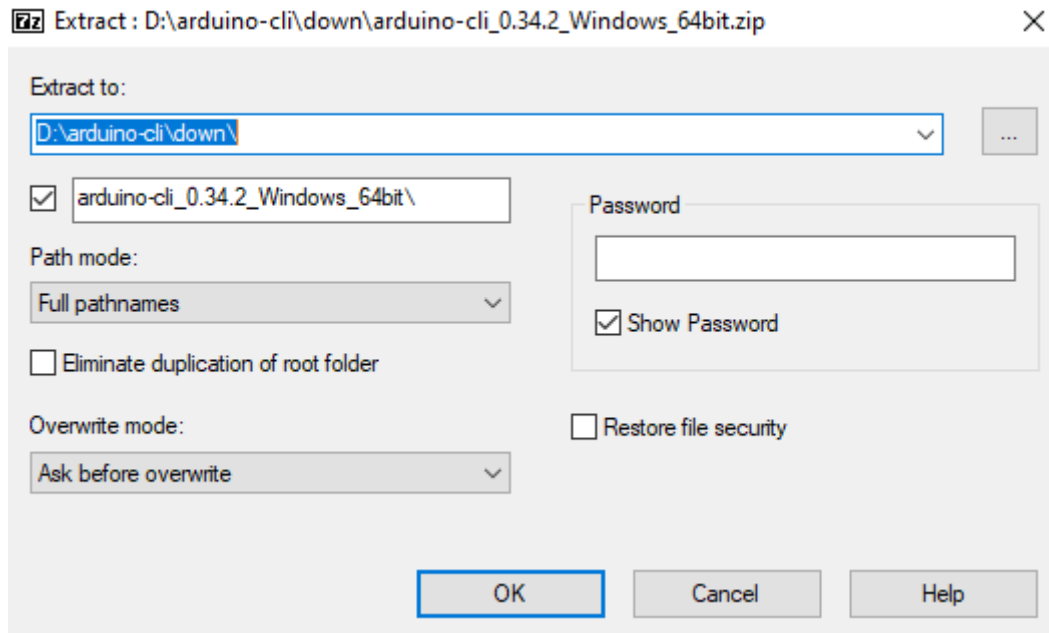 7z Extract : D:\arduino-cli\down\arduino-cli_0.34.2_Windows_64bit.zip
Extract to:
D:\arduino-cli\down\
...
arduino-cli_0.34.2_Windows_64bit\
Password
Path mode:
Full pathnames
Show Password
Eliminate duplication of root folder
Overwrite mode:
Restore file security
Ask before overwrite
OK
Cancel
Help